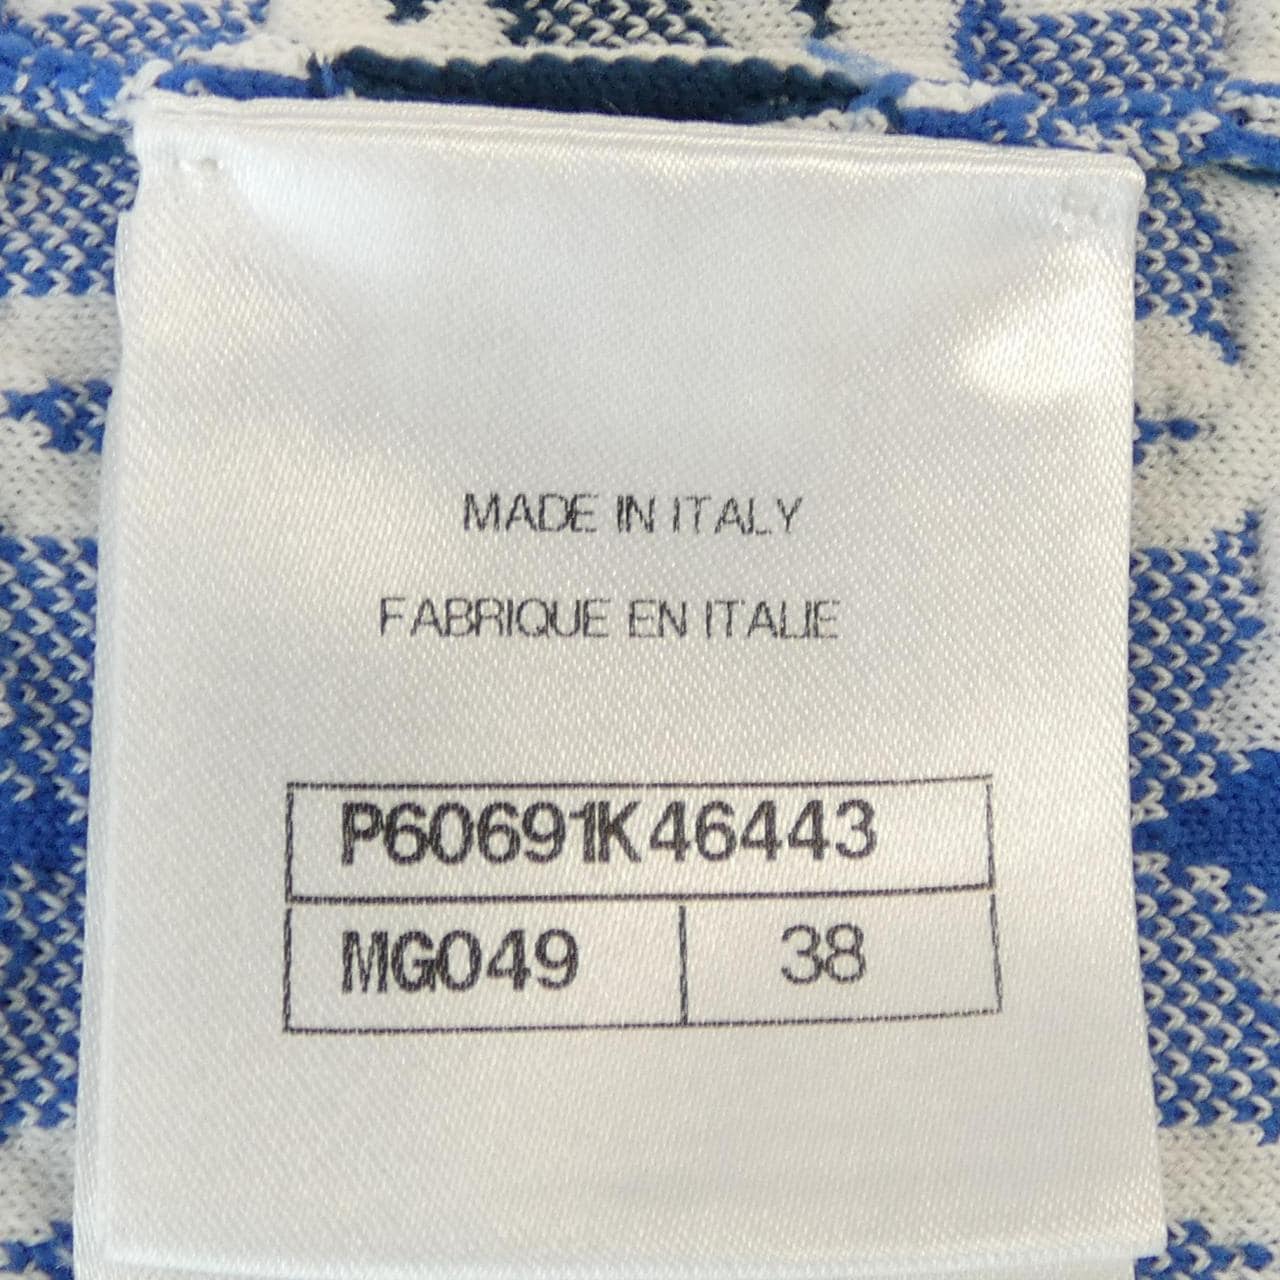 MADE IN ITALY
FABRIQUE EN ITALIE
P60691K46443
MG049 38